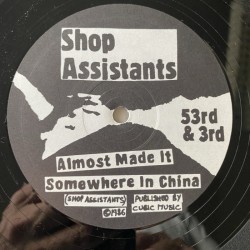 Shop
Assistants
53rd
& 3rd
Almost Made It
Somewhere In China
(SHOP ASSISTANTS)
©1986
PUBLISHED BY
CUBIC MUSIC